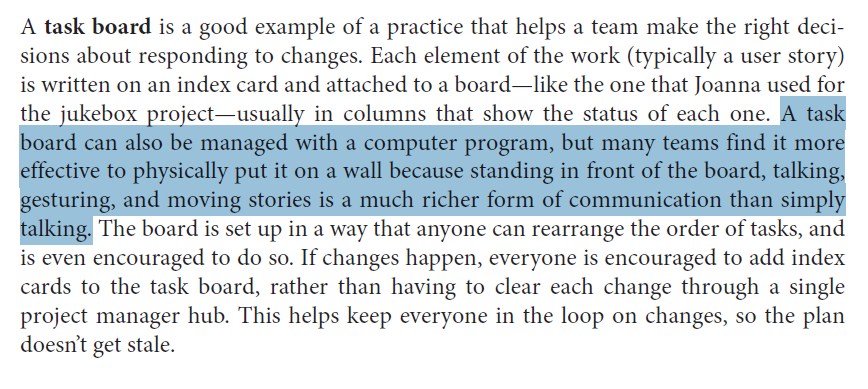 A task board is a good example of a practice that helps a team make the right deci-
sions about responding to changes. Each element of the work (typically a user story)
is written on an index card and attached to a board—like the one that Joanna used for
the jukebox project—usually in columns that show the status of each one. A task
board can also be managed with a computer program, but many teams find it more
effective to physically put it on a wall because standing in front of the board, talking,
gesturing, and moving stories is a much richer form of communication than simply
talking. The board is set up in a way that anyone can rearrange the order of tasks, and
is even encouraged to do so. If changes happen, everyone is encouraged to add index
cards to the task board, rather than having to clear each change through a single
project manager hub. This helps keep everyone in the loop on changes, so the plan
doesn’t get stale.